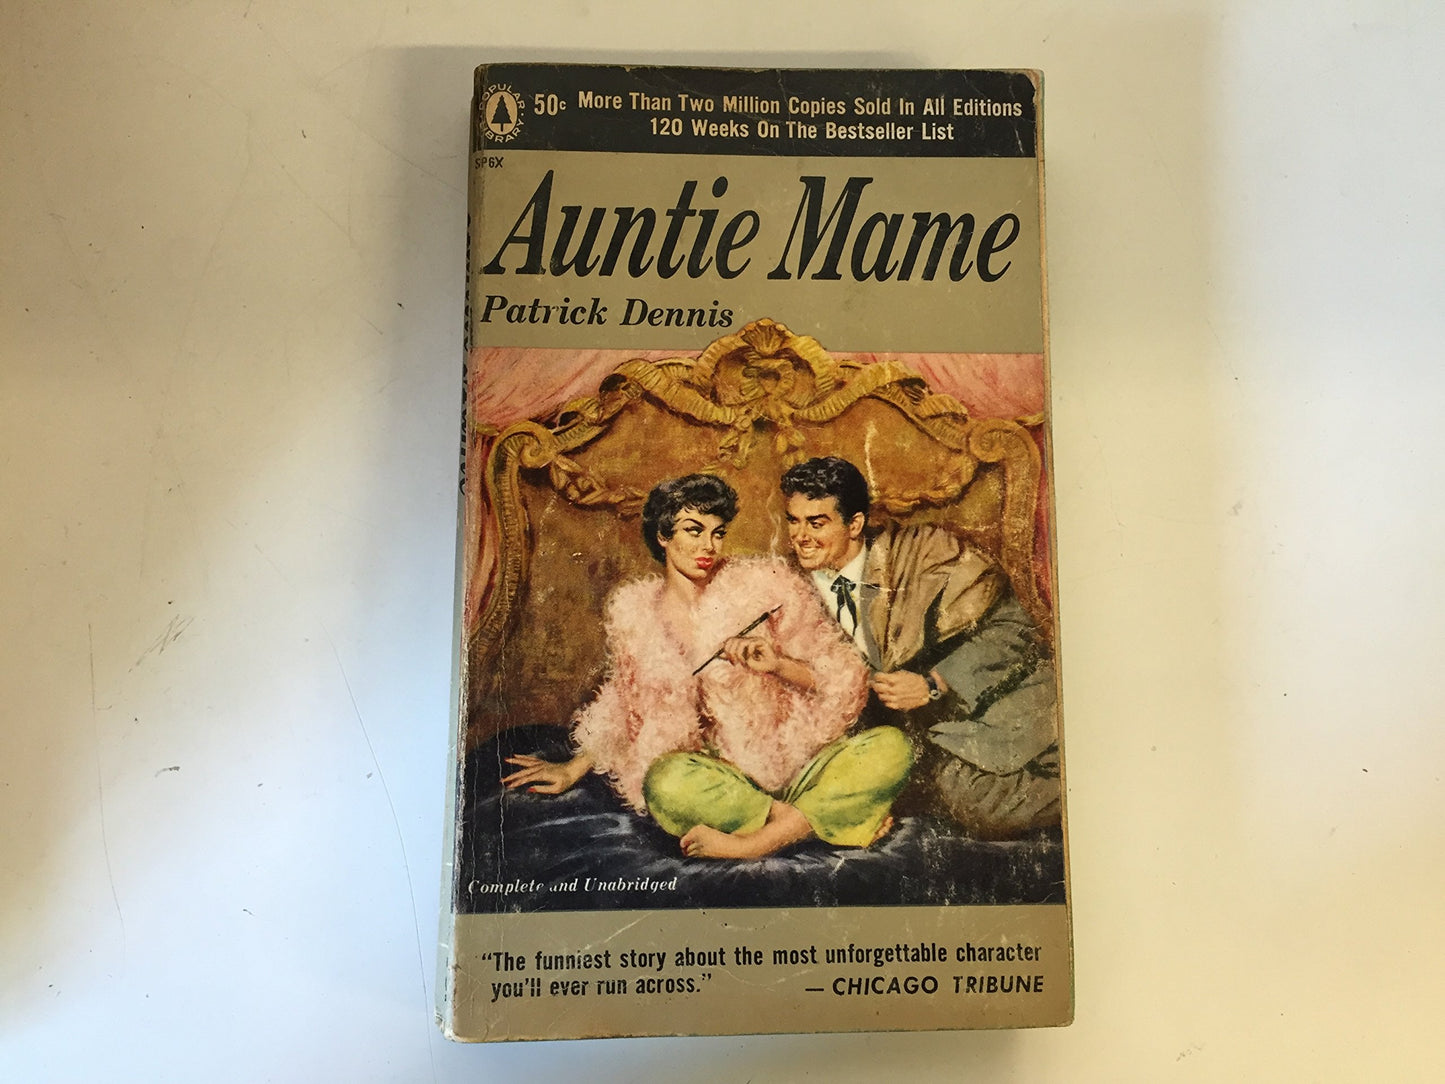 POPULAR LIBRARY
50c More Than Two Million Copies Sold In All Editions
120 Weeks On The Bestseller List
SP6X
Auntie Mame
Patrick Dennis
Complete and Unabridged
"The funniest story about the most unforgettable character
you'll ever run across."
— CHICAGO TRIBUNE